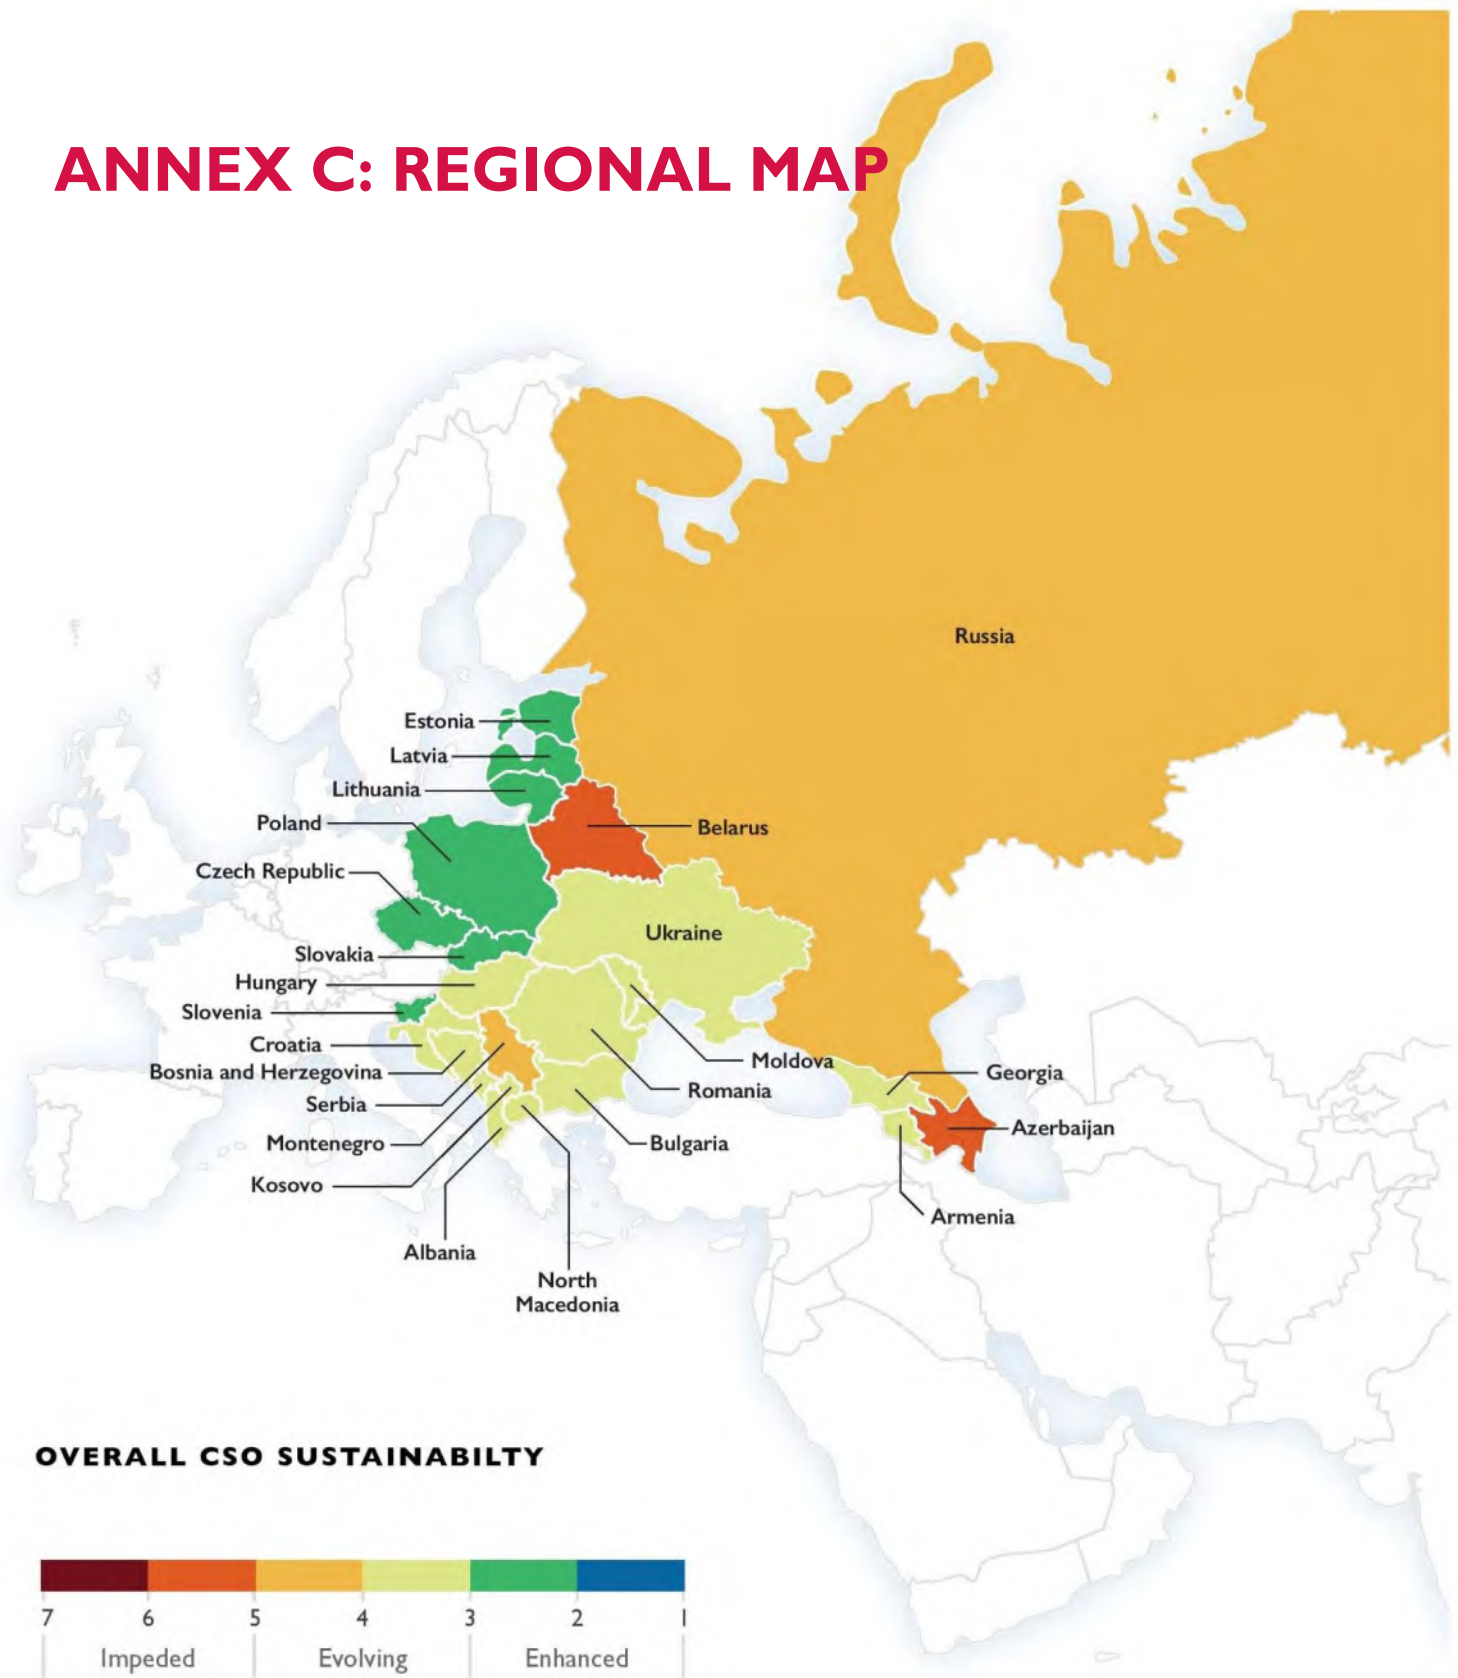 ANNEX C: REGIONAL MAP
Russia
Estonia
Latvia
Lithuania
Poland
Belarus
Czech Republic
Ukraine
Slovakia
Hungary
Slovenia
Croatia
Moldova
Bosnia and Herzegovina
Georgia
Romania
Serbia
Azerbaijan
Montenegro
Bulgaria
Kosovo
Armenia
Albania
North
Macedonia
OVERALL CSO SUSTAINABILTY
7 6 5 4 3 2 1
Impeded Evolving Enhanced